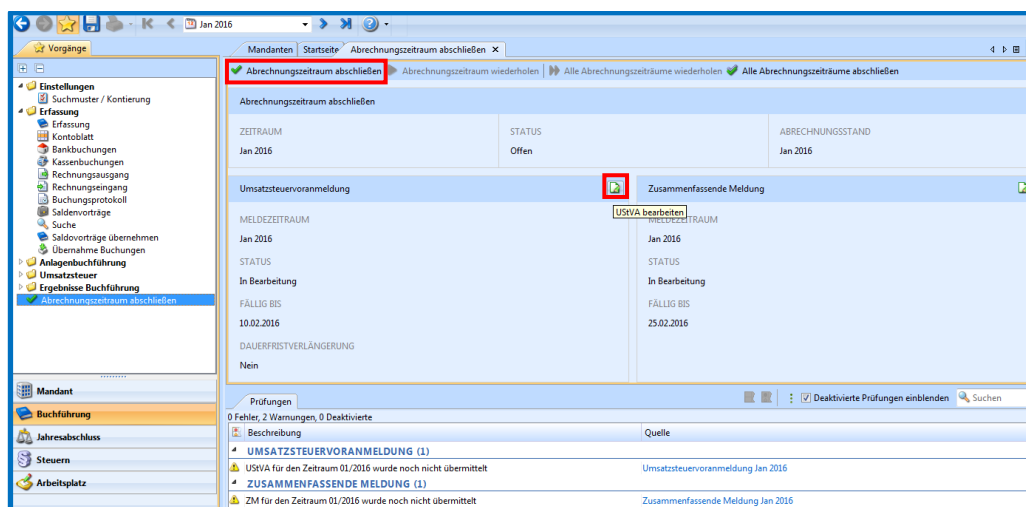 Jan 2016
Vorgänge
Mandanten Startseite Abrechnungszeitraum abschließen
Abrechnungszeitraum abschließen Abrechnungszeitraum wiederholen Alle Abrechnungszeiträume wiederholen Alle Abrechnungszeiträume abschließen
Einstellungen
Suchmuster / Kontierung
Erfassung
Erfassung
Kontoblatt
Bankbuchungen
Kassenbuchungen
Rechnungsausgang
Rechnungseingang
Buchungsprotokoll
Saldenvorträge
Suche
Saldovorträge übernehmen
Übernahme Buchungen
Anlagenbuchführung
Umsatzsteuer
Ergebnisse Buchführung
Abrechnungszeitraum abschließen
Mandant
Buchführung
Jahresabschluss
Steuern
Arbeitsplatz
Abrechnungszeitraum abschließen
ZEITRAUM STATUS ABRECHNUNGSSTAND
Jan 2016 Offen Jan 2016
Umsatzsteuervoranmeldung
UStVA bearbeiten
MELDEZEITRAUM
Jan 2016
STATUS
In Bearbeitung
FÄLLIG BIS
10.02.2016
DAUERFRISTVERLÄNGERUNG
Nein
Zusammenfassende Meldung
MELDEZEITRAUM
Jan 2016
STATUS
In Bearbeitung
FÄLLIG BIS
25.02.2016
Prüfungen Deaktivierte Prüfungen einblenden Suchen
0 Fehler, 2 Warnungen, 0 Deaktivierte
Beschreibung Quelle
UMSATZSTEUERVORANMELDUNG (1)
UStVA für den Zeitraum 01/2016 wurde noch nicht übermittelt Umsatzsteuervoranmeldung Jan 2016
ZUSAMMENFASSENDE MELDUNG (1)
ZM für den Zeitraum 01/2016 wurde noch nicht übermittelt Zusammenfassende Meldung Jan 2016